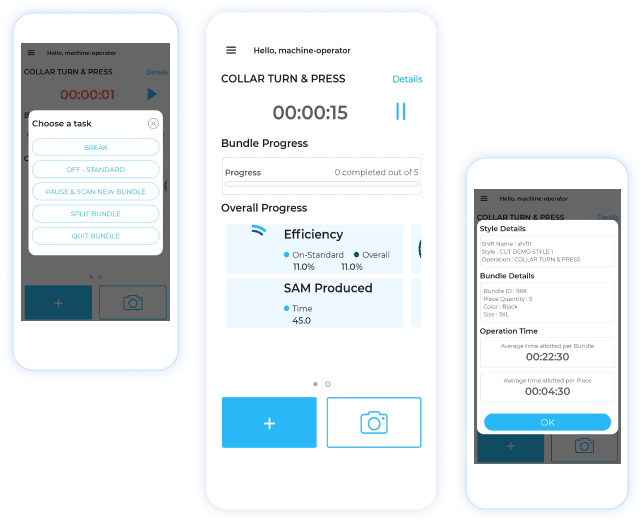 Hello, machine-operator
COLLAR TURN & PRESS
Details
00:00:01
Choose a task
BREAK
OFF - STANDARD
PAUSE & SCAN NEW BUNDLE
SPLIT BUNDLE
QUIT BUNDLE
+
Hello, machine-operator
COLLAR TURN & PRESS
Details
00:00:15
Bundle Progress
Progress
0 completed out of 5
Overall Progress
Efficiency
On-Standard Overall
11.0% 11.0%
SAM Produced
Time
45.0
+
Hello, machine-operator
COLLAR TURN & PRESS
Details
Style Details
Shift Name : shift1
Style : CUT DEMO STYLE-1
Operation : COLLAR TURN & PRESS
Bundle Details
Bundle ID : 988
Piece Quantity : 5
Color : Black
Size : 3XL
Operation Time
Average time allotted per Bundle
00:22:30
Average time allotted per Piece
00:04:30
OK
+